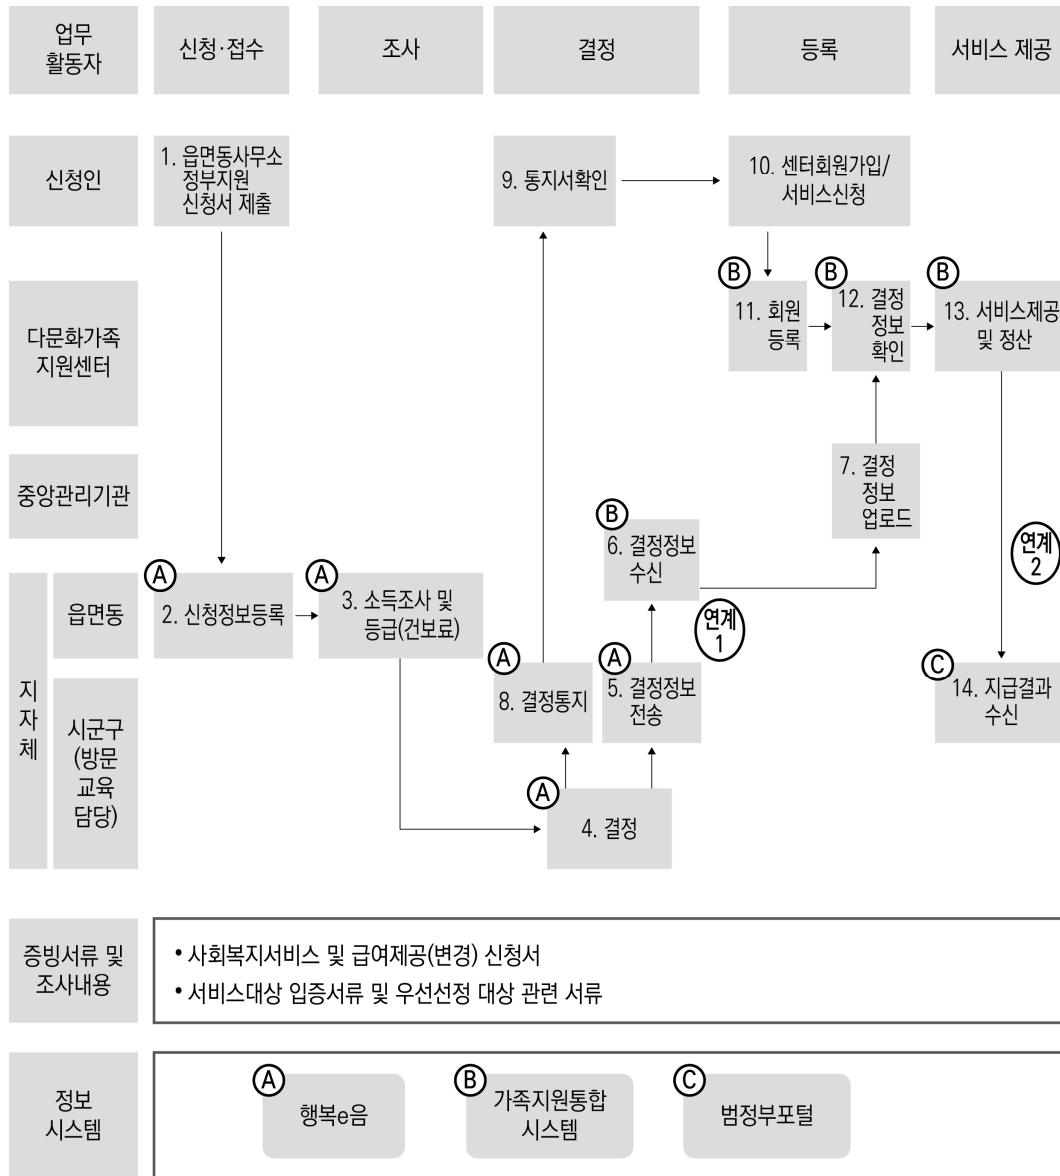 업무
활동자
신청·접수
조사
결정
등록
서비스 제공
신청인
1. 읍면동사무소
정부지원
신청서 제출
9. 통지서확인
10. 센터회원가입/
서비스신청
다문화가족
지원센터
B
11. 회원
등록
B
12. 결정
정보
확인
B
13. 서비스제공
및 정산
중앙관리기관
7. 결정
정보
업로드
B
6. 결정정보
수신
연계
1
연계
2
지
자
체
읍면동
A
2. 신청정보등록
A
3. 소득조사 및
등급(건보료)
시군구
(방문
교육
담당)
A
8. 결정통지
A
5. 결정정보
전송
C
14. 지급결과
수신
A
4. 결정
증빙서류 및
조사내용
• 사회복지서비스 및 급여제공(변경) 신청서
• 서비스대상 입증서류 및 우선선정 대상 관련 서류
정보
시스템
A
행복e음
B
가족지원통합
시스템
C
범정부포털